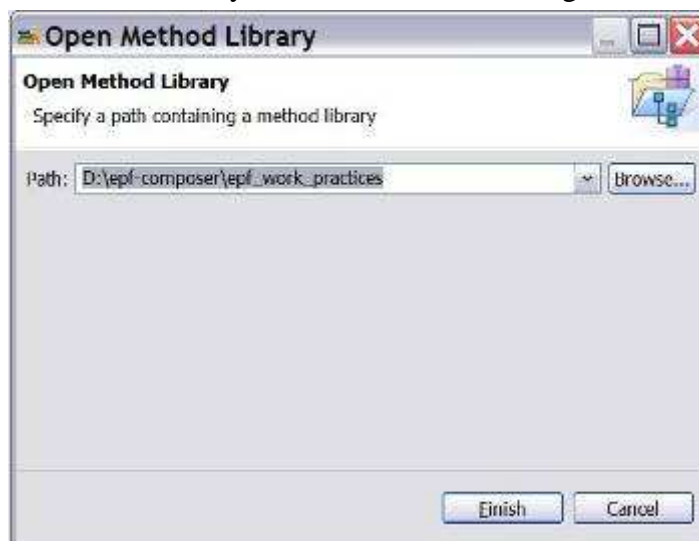 Open Method Library
Open Method Library
Specify a path containing a method library
Path: D:\epf-composer\epf_work_practices Browse...
Finish Cancel